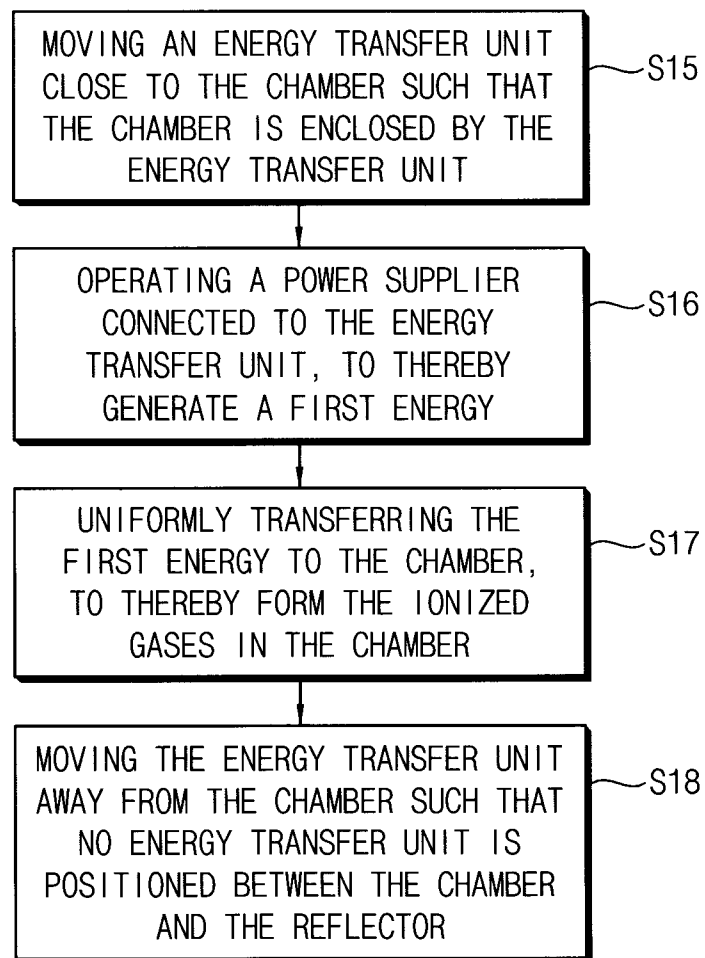 MOVING AN ENERGY TRANSFER UNIT
CLOSE TO THE CHAMBER SUCH THAT
THE CHAMBER IS ENCLOSED BY THE
ENERGY TRANSFER UNIT
S15
OPERATING A POWER SUPPLIER
CONNECTED TO THE ENERGY
TRANSFER UNIT, TO THEREBY
GENERATE A FIRST ENERGY
S16
UNIFORMLY TRANSFERRING THE
FIRST ENERGY TO THE CHAMBER,
TO THEREBY FORM THE IONIZED
GASES IN THE CHAMBER
S17
MOVING THE ENERGY TRANSFER UNIT
AWAY FROM THE CHAMBER SUCH THAT
NO ENERGY TRANSFER UNIT IS
POSITIONED BETWEEN THE CHAMBER
AND THE REFLECTOR
S18